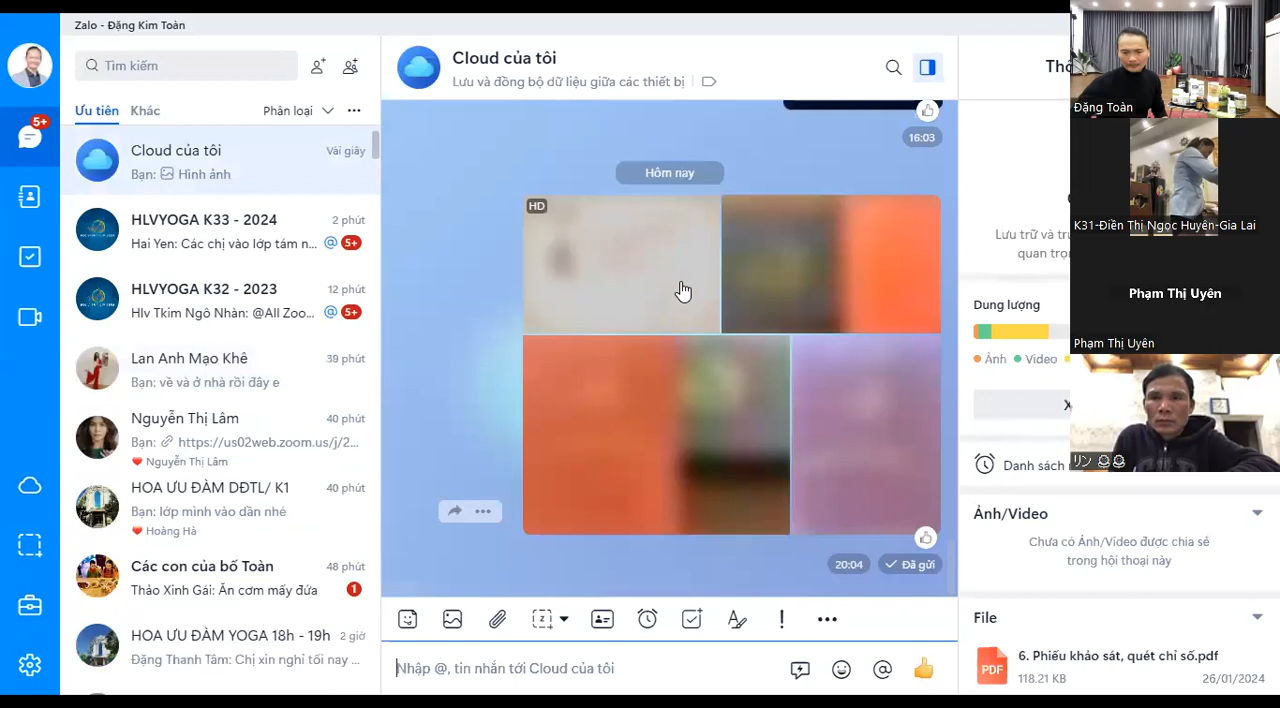 Zalo - Đặng Kim Toàn
Tìm kiếm
Ưu tiên
Khác
Phân loại
5+
Cloud của tôi
Vài giây
Bạn: Hình ảnh
HLVYOGA K33 - 2024
2 phút
Hai Yen: Các chị vào lớp tám n...
@ 5+
HLVYOGA K32 - 2023
12 phút
Hlv Tkim Ngô Nhàn: @All Zoo...
@ 5+
Lan Anh Mạo Khê
39 phút
Bạn: về và ở nhà rồi đây e
Nguyễn Thị Lâm
40 phút
Bạn: https://us02web.zoom.us/j/2...
Nguyễn Thị Lâm
HOA ƯU ĐÀM DĐTL/ K1
40 phút
Bạn: lớp mình vào dần nhé
Hoàng Hà
Các con của bố Toàn
48 phút
Thảo Xinh Gái: Ăn cơm mấy đứa
1
HOA ƯU ĐÀM YOGA 18h - 19h
2 giờ
Đặng Thanh Tâm: Chị xin nghỉ tối nay ...
Cloud của tôi
Lưu và đồng bộ dữ liệu giữa các thiết bị
16:03
Hôm nay
HD
20:04
Đã gửi
Nhập @, tin nhắn tới Cloud của tôi
Lưu trữ và
quan trọ
Dung lượng
Ảnh
Video
X
Danh sách
Ảnh/Video
Chưa có Ảnh/Video được chia sẻ
trong hội thoại này
File
PDF
6. Phiếu khảo sát, quét chỉ số.pdf
118.21 KB
26/01/2024
Đặng Toàn
K31-Điền Thị Ngọc Huyện-Gia Lai
Phạm Thị Uyên
Phạm Thị Uyên
リン